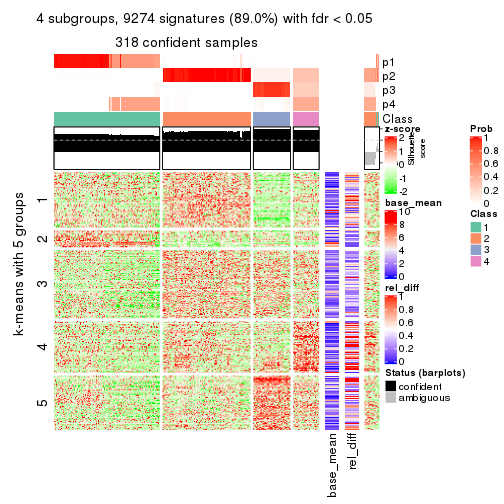 4 subgroups, 9274 signatures (89.0%) with fdr < 0.05
318 confident samples
p1
p2
p3
p4
Class
Silhouette
score
k-means with 5 groups
1
2
3
4
5
base_mean
rel_diff
z-score
2
1
0
-1
-2
base_mean
10
8
6
4
2
0
rel_diff
1
0.8
0.6
0.4
0.2
0
Status (barplots)
confident
ambiguous
Prob
1
0.8
0.6
0.4
0.2
0
Class
1
2
3
4